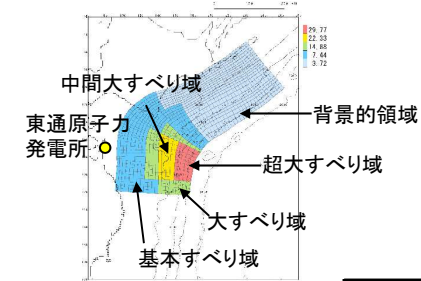 29.77
22.33
14.88
7.44
3.72
中間大すべり域
東通原子力
発電所
背景的領域
超大すべり域
大すべり域
基本すべり域